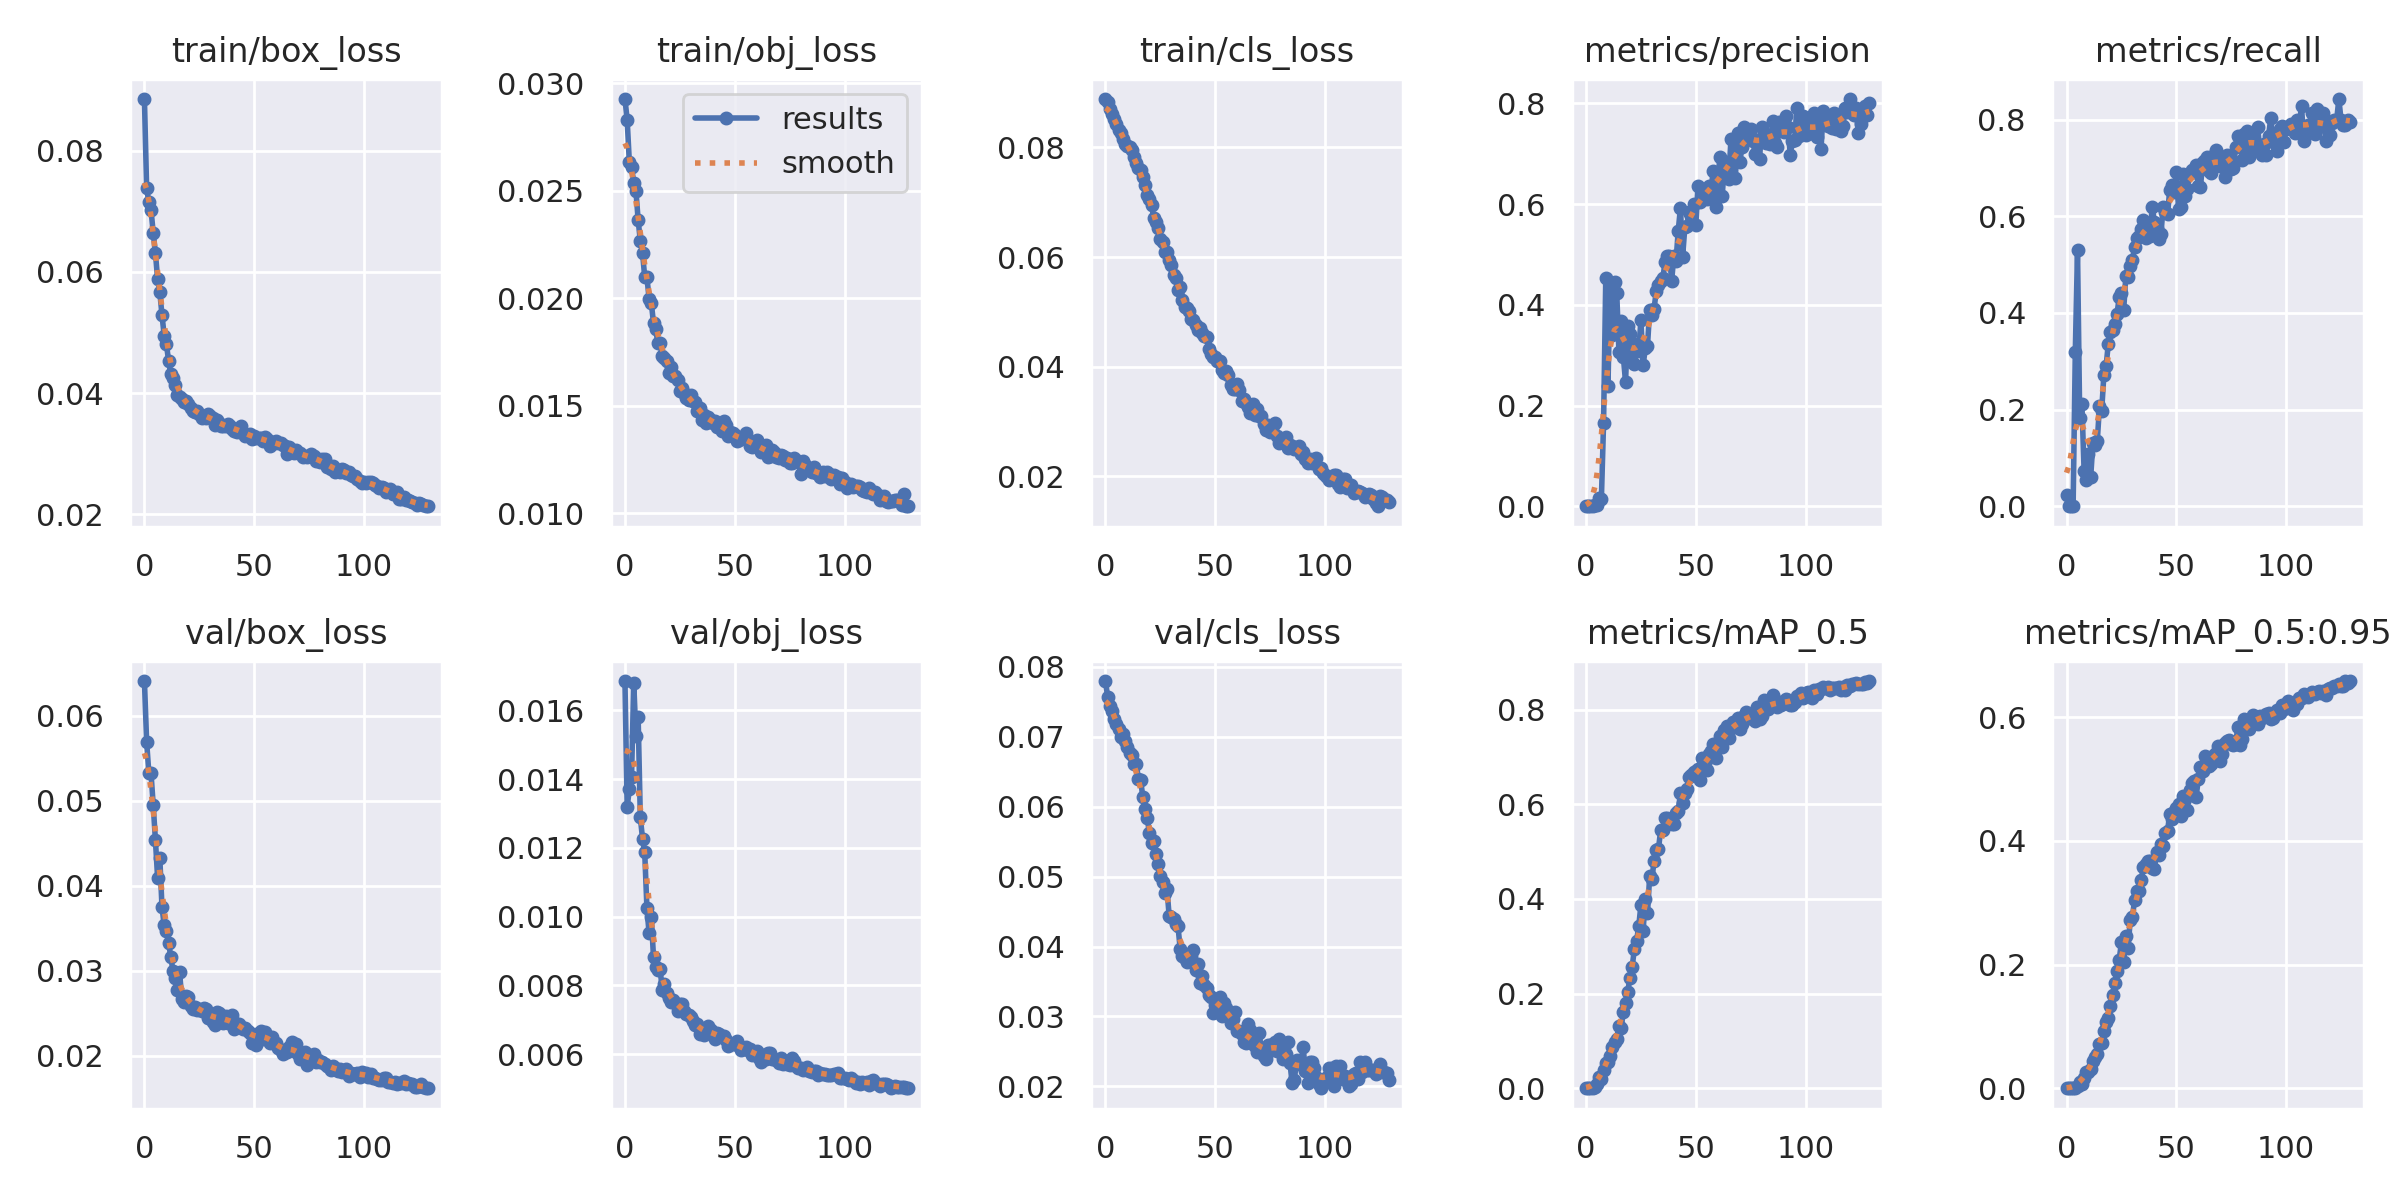 train/box_loss
0.08
0.06
0.04
0.02
0 50 100
train/obj_loss
0.030
0.025
0.020
0.015
0.010
results
smooth
0 50 100
train/cls_loss
0.08
0.06
0.04
0.02
0 50 100
metrics/precision
0.8
0.6
0.4
0.2
0.0
0 50 100
metrics/recall
0.8
0.6
0.4
0.2
0.0
0 50 100
val/box_loss
0.06
0.05
0.04
0.03
0.02
0 50 100
val/obj_loss
0.016
0.014
0.012
0.010
0.008
0.006
0 50 100
val/cls_loss
0.08
0.07
0.06
0.05
0.04
0.03
0.02
0 50 100
metrics/mAP_0.5
0.8
0.6
0.4
0.2
0.0
0 50 100
metrics/mAP_0.5:0.95
0.6
0.4
0.2
0.0
0 50 100